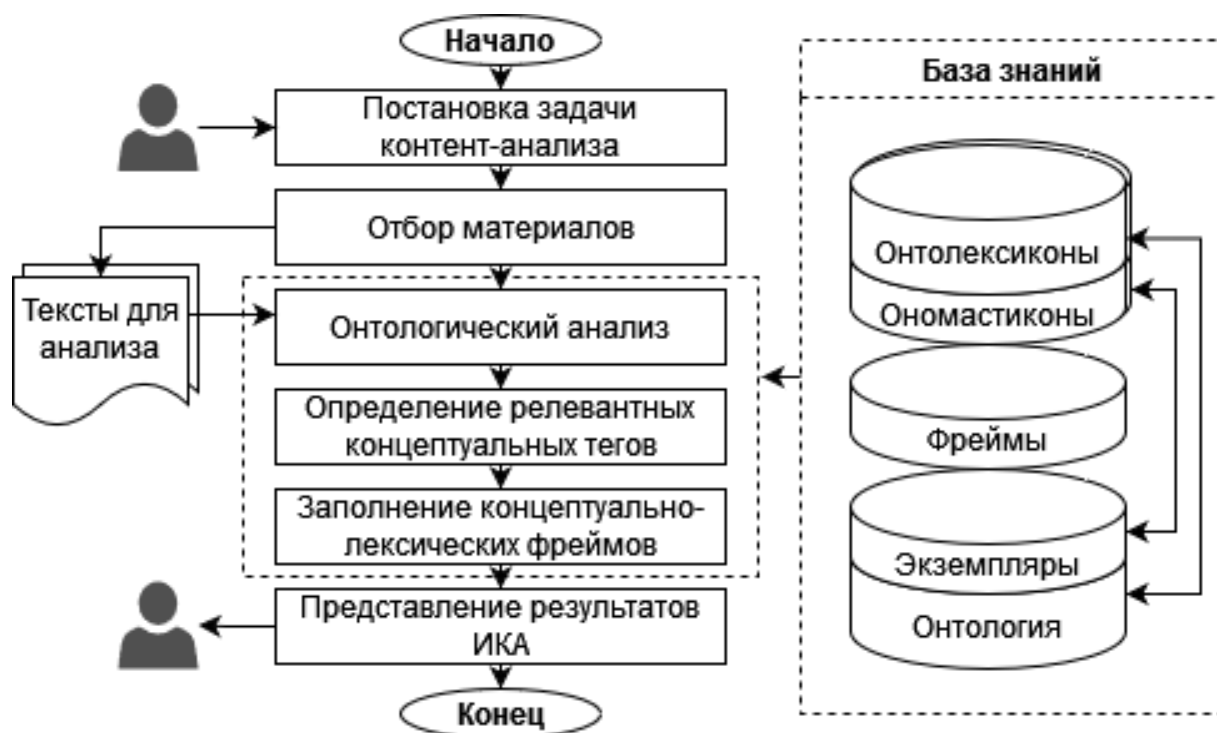 Начало
Постановка задачи
контент-анализа
Отбор материалов
Тексты для
анализа
Онтологический анализ
Определение релевантных
концептуальных тегов
Заполнение концептуально-
лексических фреймов
Представление результатов
ИКА
Конец
База знаний
Онтолексиконы
Ономастиконы
Фреймы
Экземпляры
Онтология